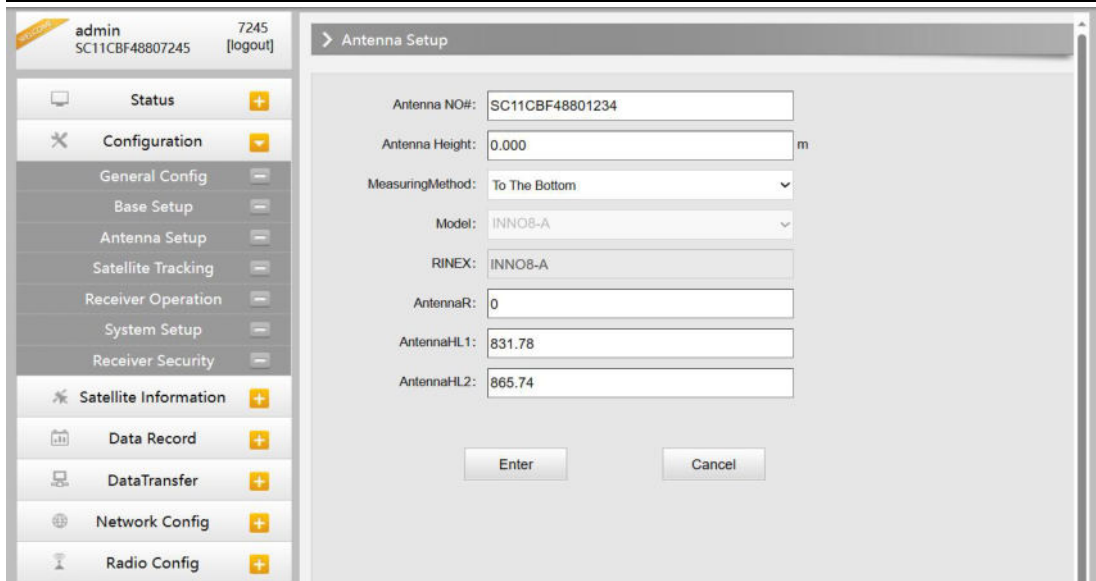 WELCOME
admin 7245
SC11CBF48807245 [logout]
Status
Configuration
General Config
Base Setup
Antenna Setup
Satellite Tracking
Receiver Operation
System Setup
Receiver Security
Satellite Information
Data Record
DataTransfer
Network Config
Radio Config
Antenna Setup
Antenna NO#: SC11CBF48801234
Antenna Height: 0.000 m
MeasuringMethod: To The Bottom
Model: INNO8-A
RINEX: INNO8-A
AntennaR: 0
AntennaHL1: 831.78
AntennaHL2: 865.74
Enter Cancel